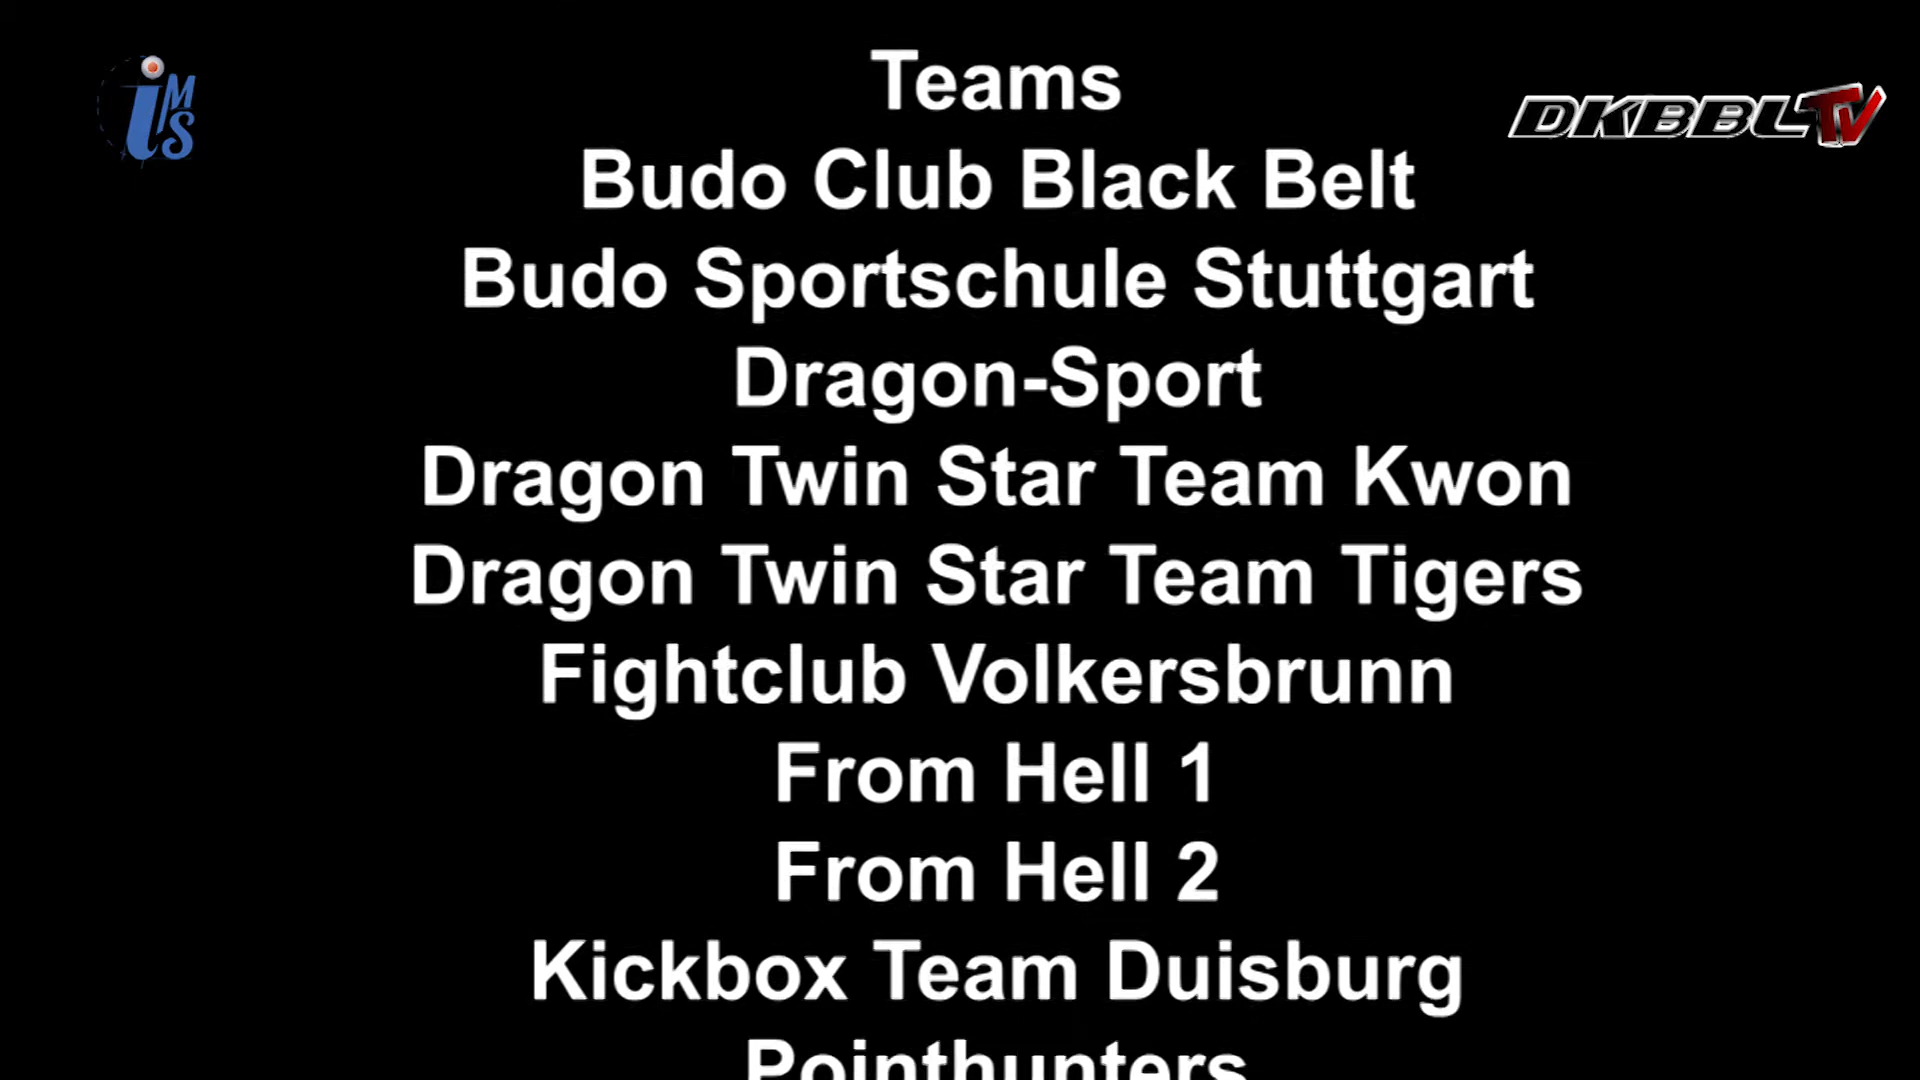 Teams
iMS
DKBBL TV
Budo Club Black Belt
Budo Sportschule Stuttgart
Dragon-Sport
Dragon Twin Star Team Kwon
Dragon Twin Star Team Tigers
Fightclub Volkersbrunn
From Hell 1
From Hell 2
Kickbox Team Duisburg
Pointhunters